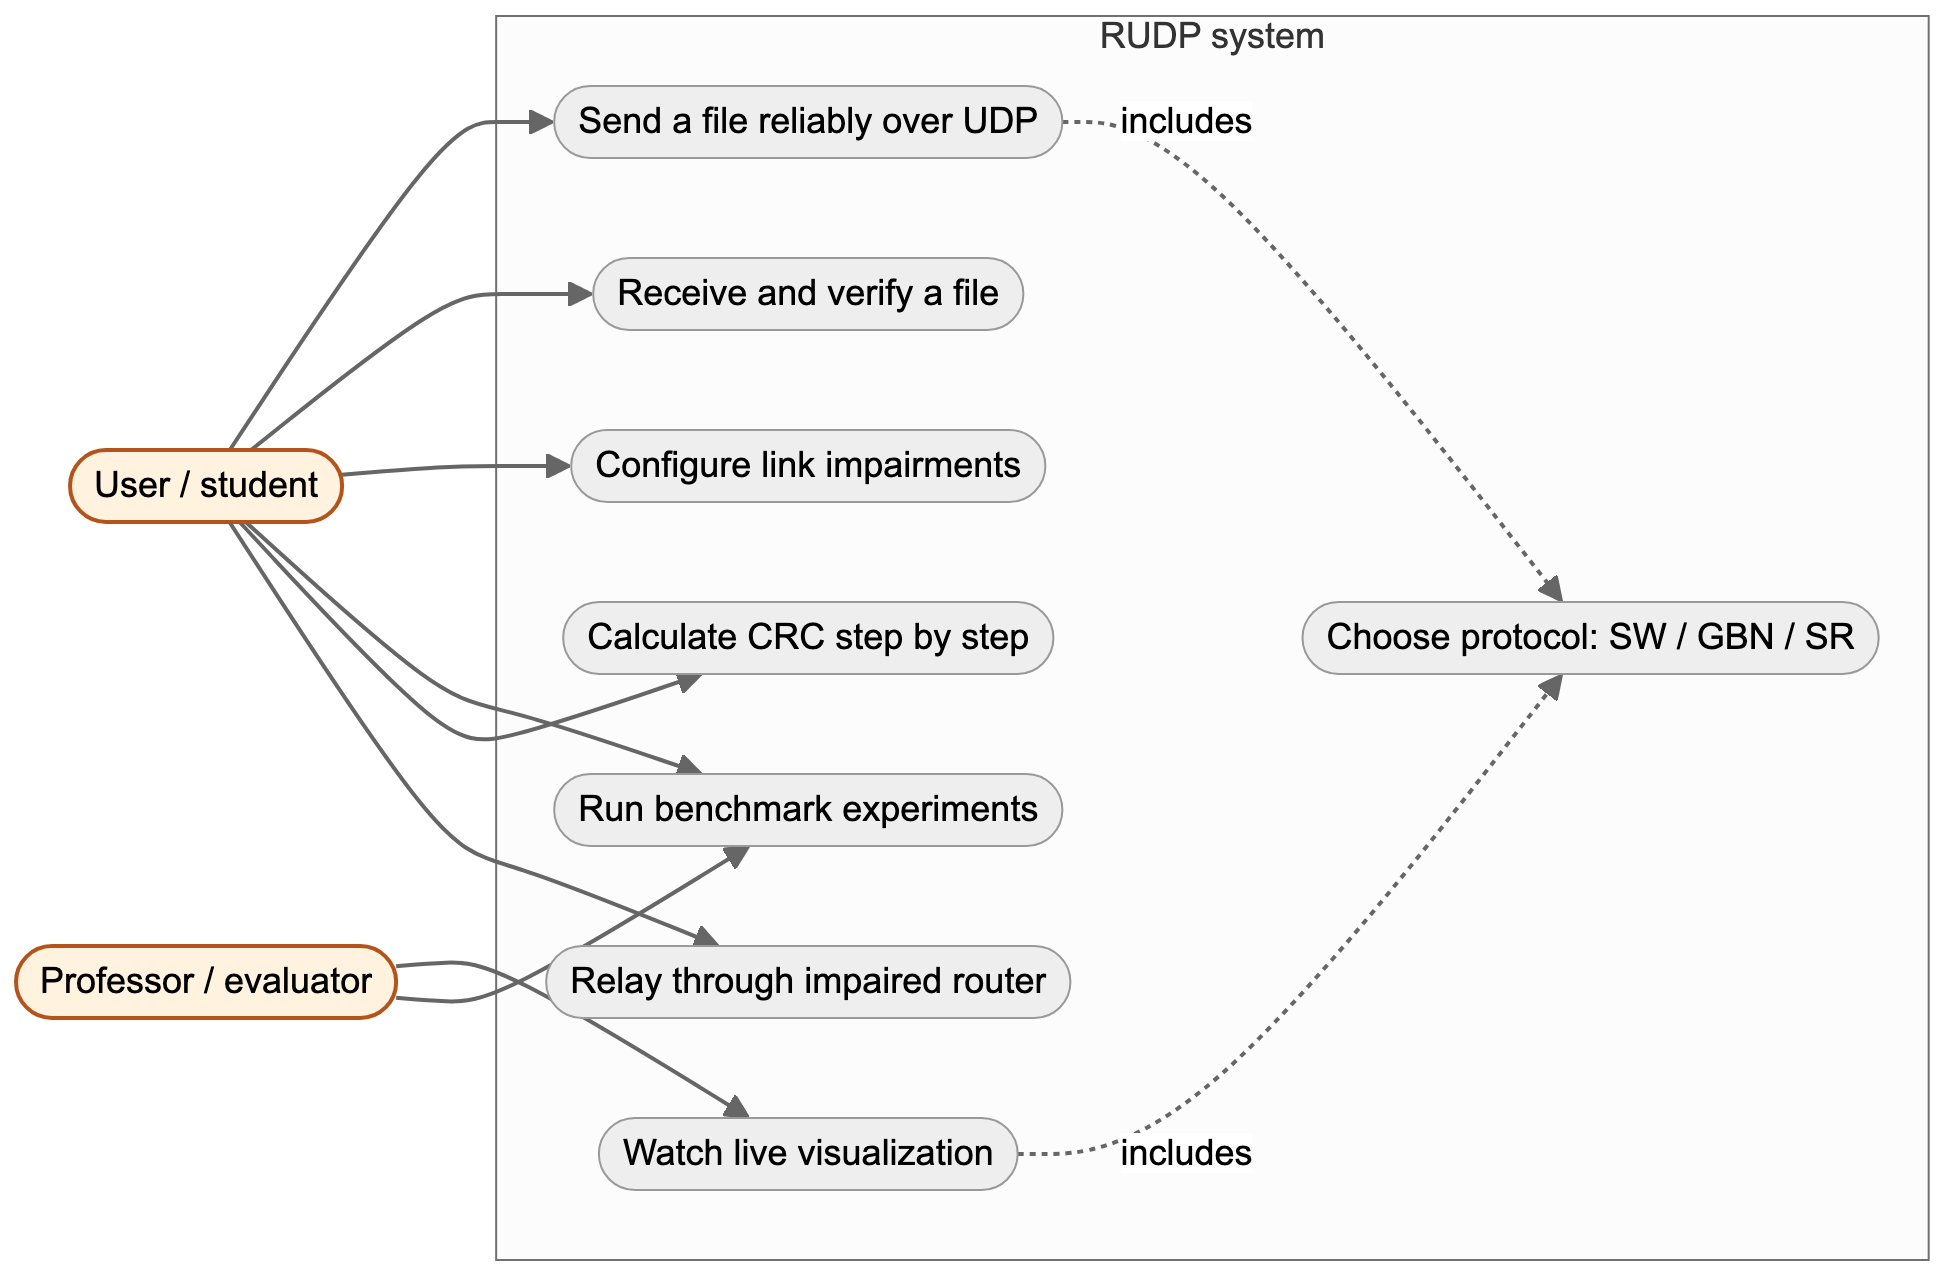 RUDP system
Send a file reliably over UDP
includes
Receive and verify a file
Configure link impairments
User / student
Calculate CRC step by step
Choose protocol: SW / GBN / SR
Run benchmark experiments
Professor / evaluator
Relay through impaired router
Watch live visualization
includes